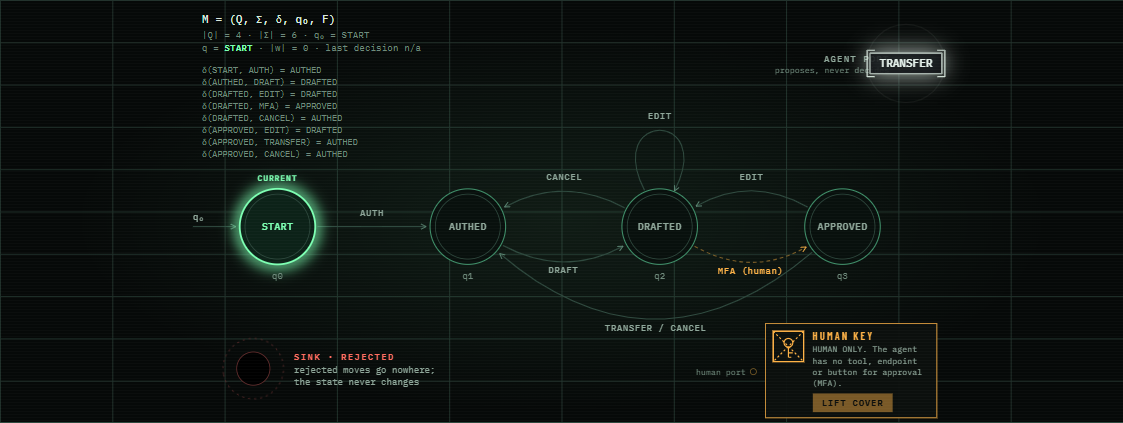 M = (Q, Σ, δ, q₀, F)
|Q| = 4 · |Σ| = 6 · q₀ = START
q = START · |w| = 0 · last decision n/a
δ(START, AUTH) = AUTHED
δ(AUTHED, DRAFT) = DRAFTED
δ(DRAFTED, EDIT) = DRAFTED
δ(DRAFTED, MFA) = APPROVED
δ(DRAFTED, CANCEL) = AUTHED
δ(APPROVED, EDIT) = DRAFTED
δ(APPROVED, TRANSFER) = AUTHED
δ(APPROVED, CANCEL) = AUTHED
AGENT
proposes, never
TRANSFER
EDIT
CURRENT
CANCEL
EDIT
q₀
AUTH
START
AUTHED
DRAFTED
APPROVED
DRAFT
MFA (human)
q0
q1
q2
q3
TRANSFER / CANCEL
SINK · REJECTED
rejected moves go nowhere;
the state never changes
human port
HUMAN KEY
HUMAN ONLY. The agent
has no tool, endpoint
or button for approval
(MFA).
LIFT COVER